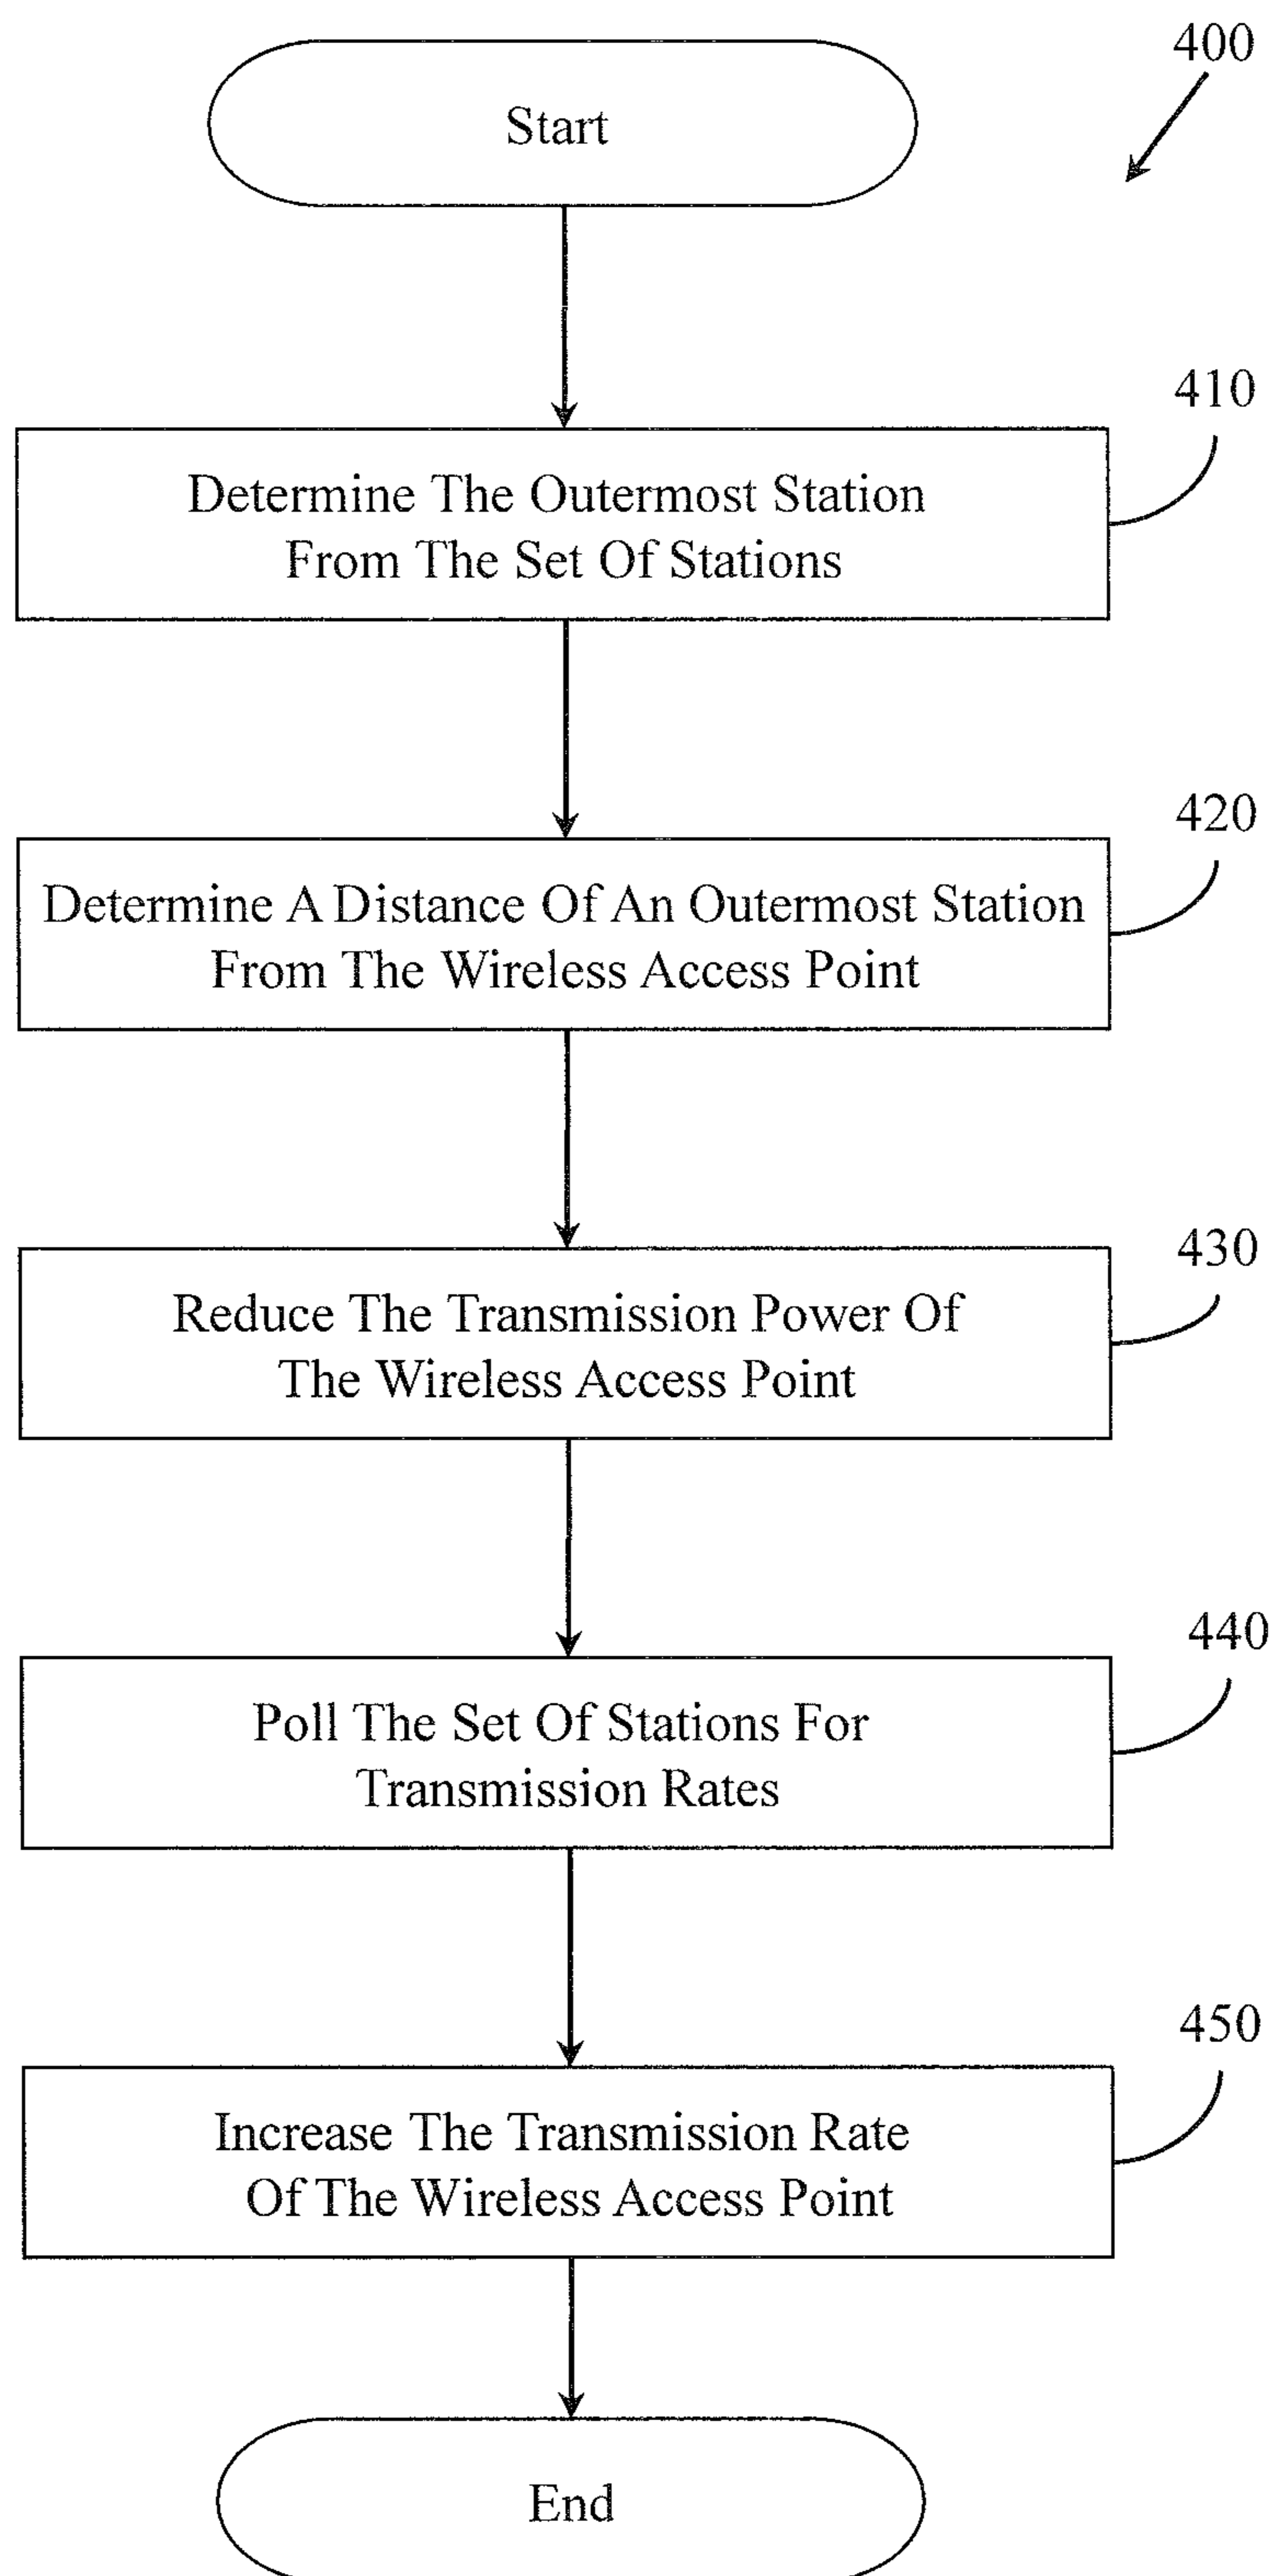 400
Start
410
Determine The Outermost Station
From The Set Of Stations
420
Determine A Distance Of An Outermost Station
From The Wireless Access Point
430
Reduce The Transmission Power Of
The Wireless Access Point
440
Poll The Set Of Stations For
Transmission Rates
450
Increase The Transmission Rate
Of The Wireless Access Point
End